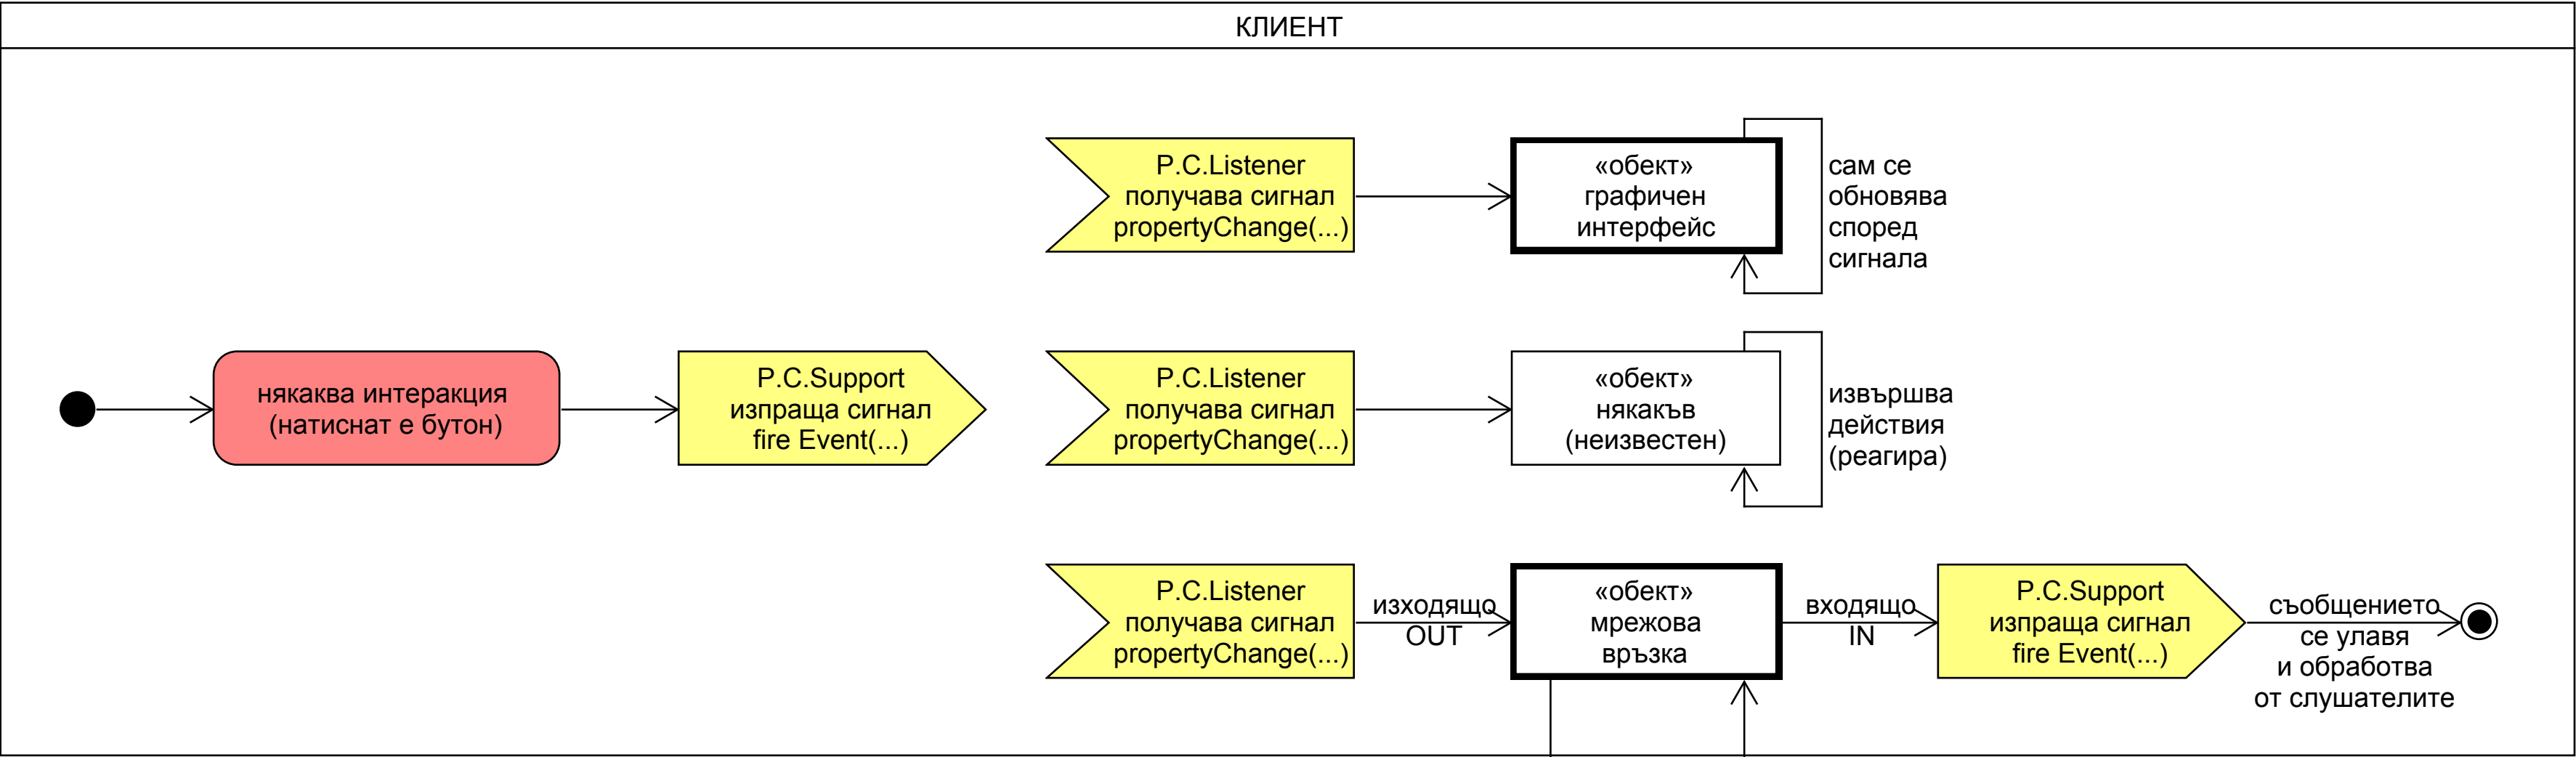 КЛИЕНТ
P.C.Listener
получава сигнал
propertyChange(...)
«обект»
графичен
интерфейс
сам се
обновява
според
сигнала
някаква интеракция
(натиснат е бутон)
P.C.Support
изпраща сигнал
fire Event(...)
P.C.Listener
получава сигнал
propertyChange(...)
«обект»
някакъв
(неизвестен)
извършва
действия
(реагира)
P.C.Listener
получава сигнал
propertyChange(...)
изходящо
OUT
«обект»
мрежова
връзка
входящо
IN
P.C.Support
изпраща сигнал
fire Event(...)
съобщението
се улавя
и обработва
от слушателите